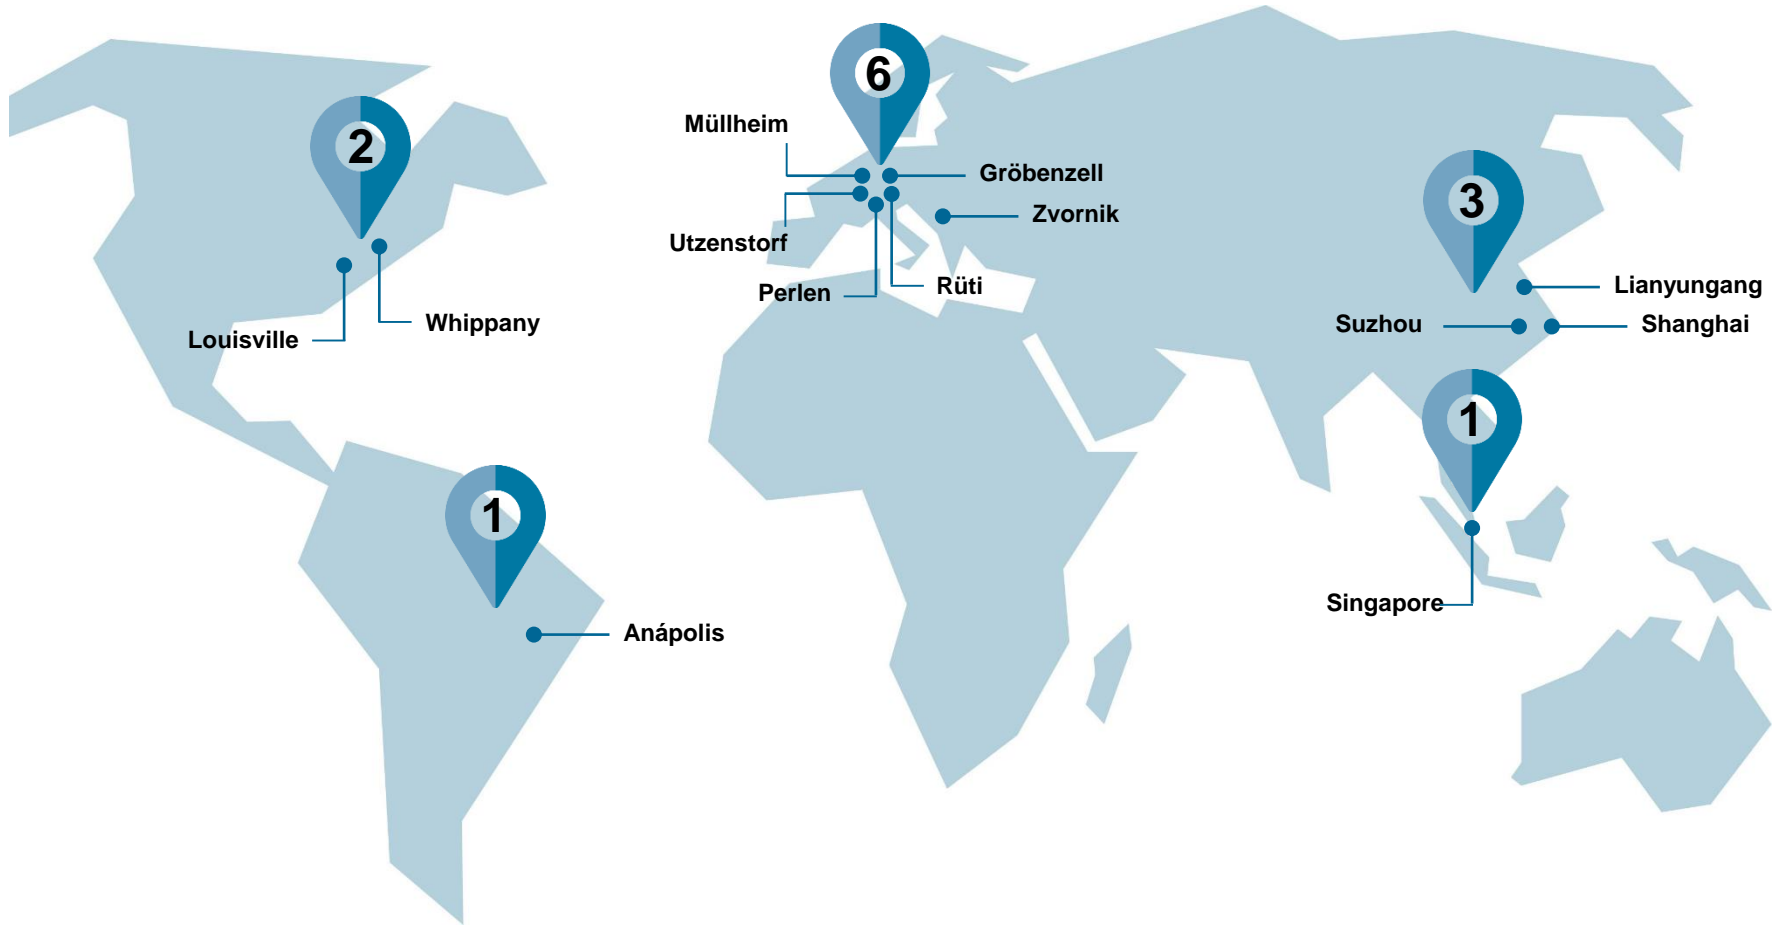 6
Müllheim
2
Gröbenzell
3
Zvornik
Utzenstorf
Perlen
Rüti
Lianyungang
Whippany
Suzhou
Shanghai
Louisville
1
1
Singapore
Anápolis